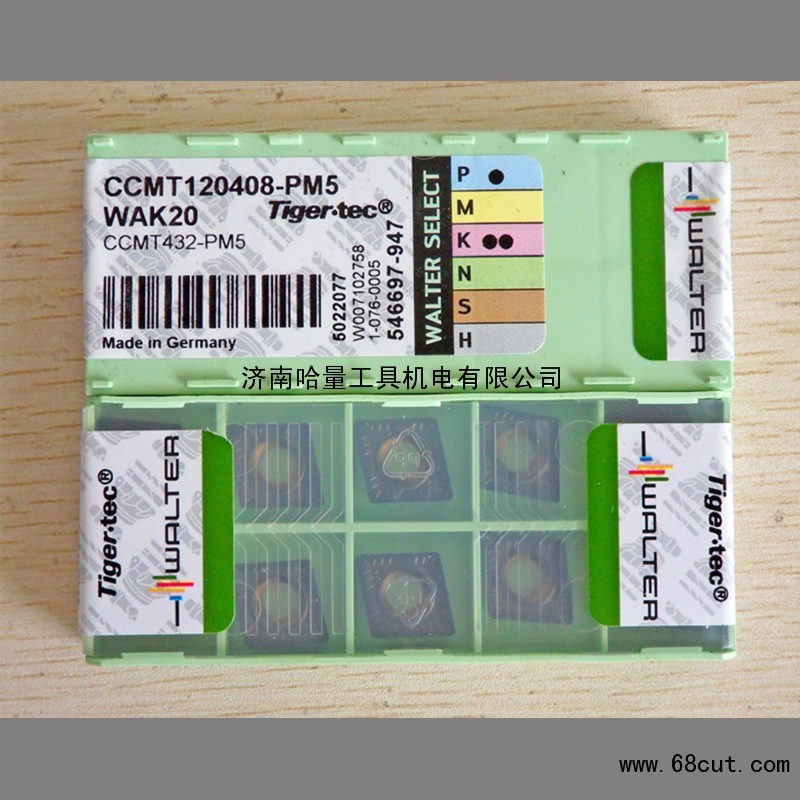 CCMT120408-PM5
WAK20
Tiger·tec®
CCMT432-PM5
Made in Germany
5022077
W007102758
1-076-0005
546697-947
WALTER SELECT
P
M
K
N
S
H
WALTER
济南哈量工具机电有限公司
Tiger·tec®
WALTER
PP
WALTER
Tiger·tec®
www.68cut.com